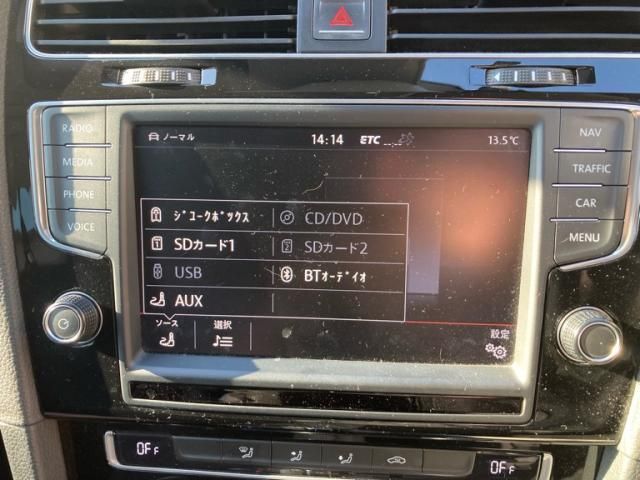 ノーマル 14:14 ETC 13.5℃
RADIO
MEDIA
PHONE
VOICE
ｼﾞｭｰｸﾎﾞｯｸｽ CD/DVD
SDカード1 SDカード2
USB BTｵｰﾃﾞｲｵ
AUX
ソース 選択 設定
NAV
TRAFFIC
CAR
MENU
OFF OFF